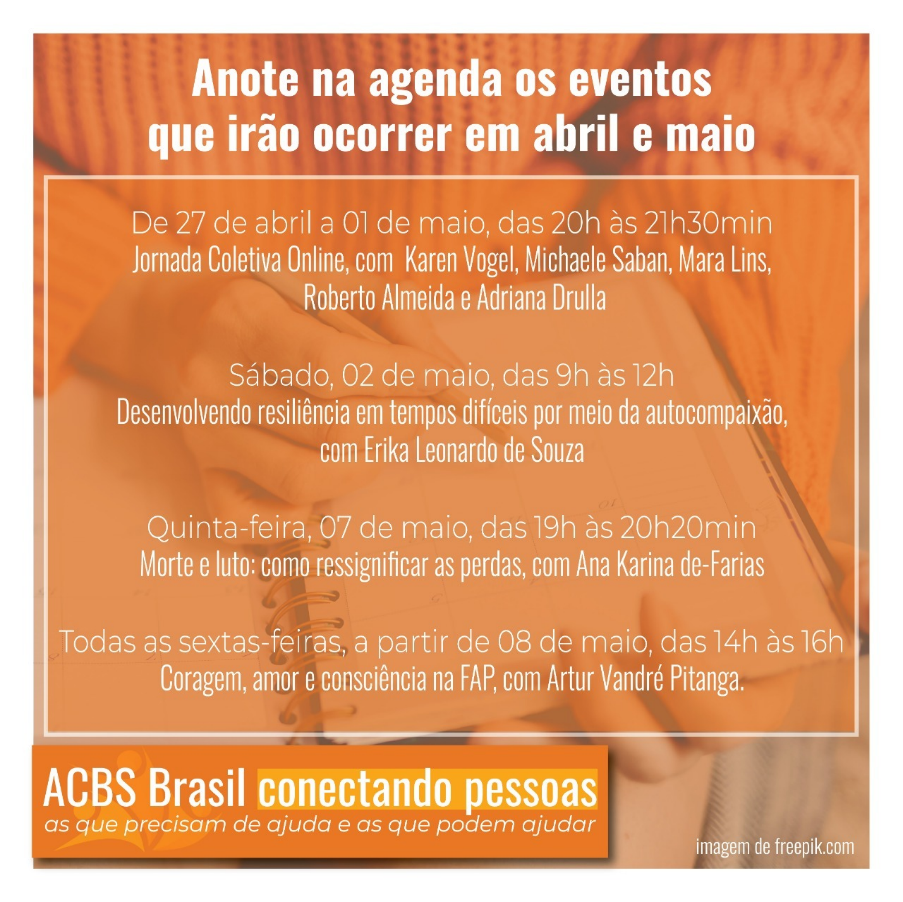 Anote na agenda os eventos
que irão ocorrer em abril e maio
De 27 de abril a 01 de maio, das 20h às 21h30min
Jornada Coletiva Online, com Karen Vogel, Michaele Saban, Mara Lins,
Roberto Almeida e Adriana Drulla
Sábado, 02 de maio, das 9h às 12h
Desenvolvendo resiliência em tempos difíceis por meio da autocompaixão,
com Erika Leonardo de Souza
Quinta-feira, 07 de maio, das 19h às 20h20min
Morte e luto: como ressignificar as perdas, com Ana Karina de-Farias
Todas as sextas-feiras, a partir de 08 de maio, das 14h às 16h
Coragem, amor e consciência na FAP, com Artur Vandré Pitanga.
ACBS Brasil conectando pessoas
as que precisam de ajuda e as que podem ajudar
imagem de freepik.com